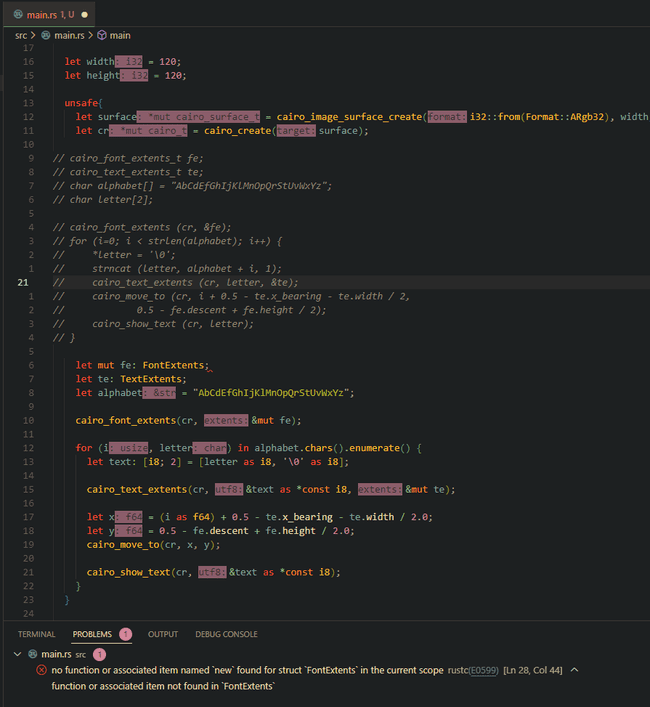 main.rs 1, U
src > main.rs > main
17
16 let width: i32 = 120;
15 let height: i32 = 120;
14
13 unsafe{
12 let surface: *mut cairo_surface_t = cairo_image_surface_create(format: i32::from(Format::ARgb32), width
11 let cr: *mut cairo_t = cairo_create(target: surface);
10
9 // cairo_font_extents_t fe;
8 // cairo_text_extents_t te;
7 // char alphabet[] = "AbCdEfGhIjKlMnOpQrStUvWxYz";
6 // char letter[2];
5
4 // cairo_font_extents (cr, &fe);
3 // for (i=0; i < strlen(alphabet); i++) {
2 // *letter = '\0';
1 // strncat (letter, alphabet + i, 1);
21 // cairo_text_extents (cr, letter, &te);
1 // cairo_move_to (cr, i + 0.5 - te.x_bearing - te.width / 2,
2 // 0.5 - fe.descent + fe.height / 2);
3 // cairo_show_text (cr, letter);
4 // }
5
6 let mut fe: FontExtents;
7 let te: TextExtents;
8 let alphabet: &str = "AbCdEfGhIjKlMnOpQrStUvWxYz";
9
10 cairo_font_extents(cr, extents: &mut fe);
11
12 for (i: usize, letter: char) in alphabet.chars().enumerate() {
13 let text: [i8; 2] = [letter as i8, '\0' as i8];
14
15 cairo_text_extents(cr, utf8: &text as *const i8, extents: &mut te);
16
17 let x: f64 = (i as f64) + 0.5 - te.x_bearing - te.width / 2.0;
18 let y: f64 = 0.5 - fe.descent + fe.height / 2.0;
19 cairo_move_to(cr, x, y);
20
21 cairo_show_text(cr, utf8: &text as *const i8);
22 }
23 }
24
TERMINAL PROBLEMS 1 OUTPUT DEBUG CONSOLE
main.rs src 1
no function or associated item named `new` found for struct `FontExtents` in the current scope rustc(E0599) [Ln 28, Col 44]
function or associated item not found in `FontExtents`